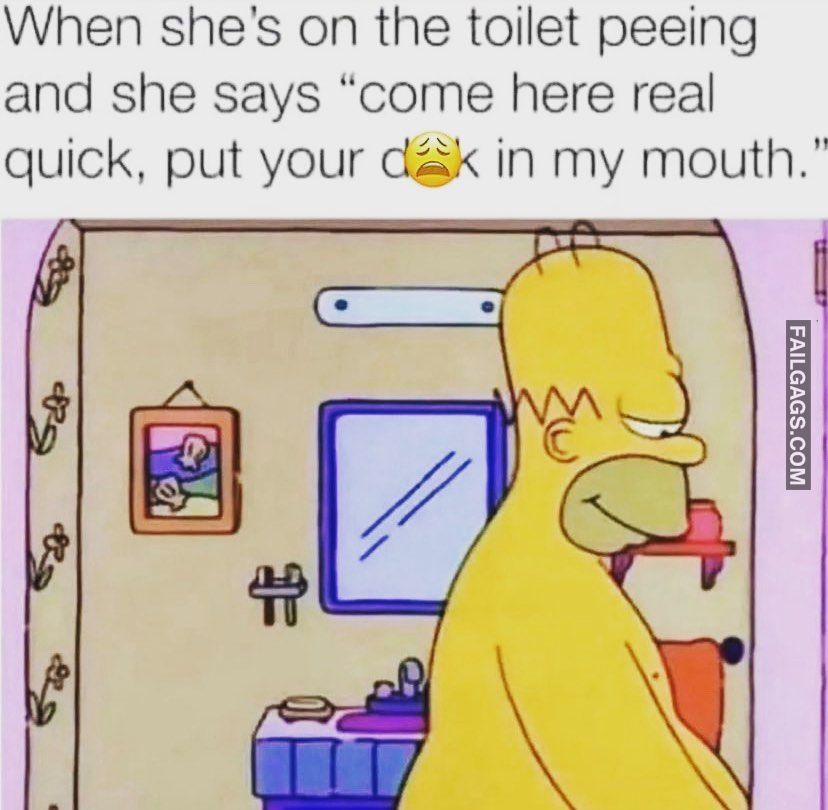 When she's on the toilet peeing
and she says “come here real
quick, put your d😩k in my mouth.”
FAILGAGS.COM